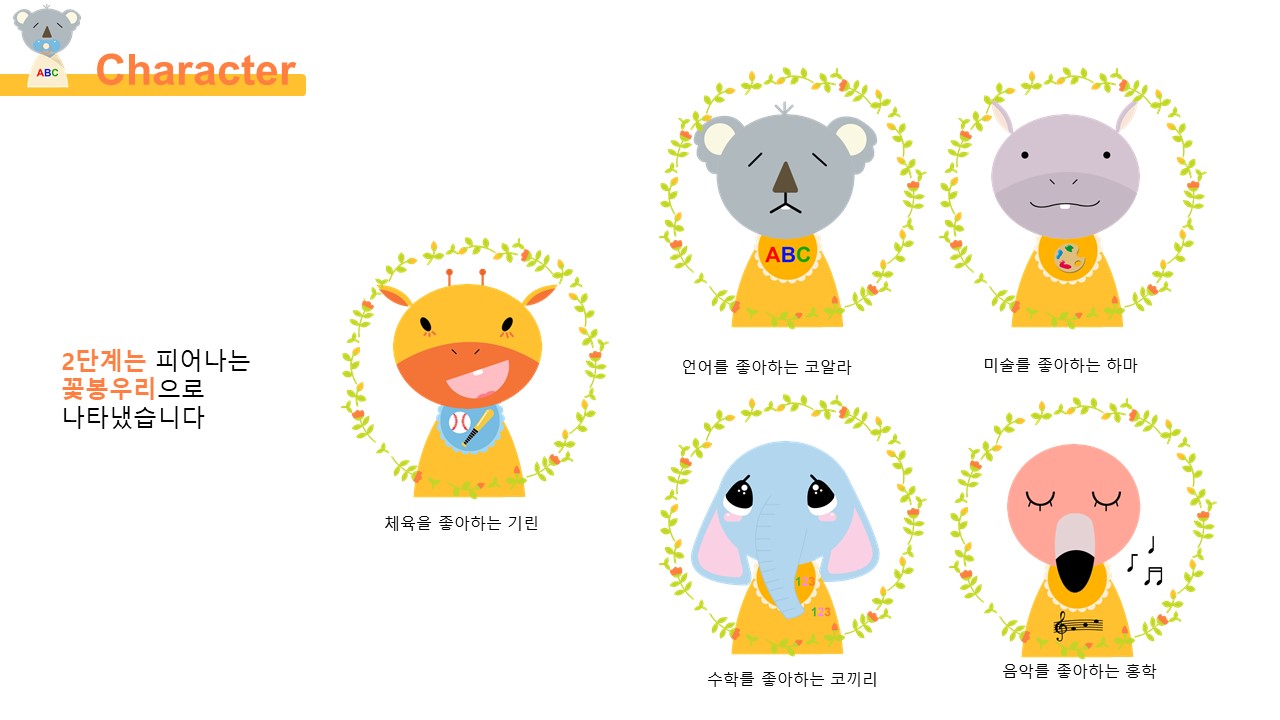 ABC
Character
2단계는 피어나는
꽃봉우리으로
나타냈습니다
체육을 좋아하는 기린
ABC
언어를 좋아하는 코알라
미술를 좋아하는 하마
123
123
수학를 좋아하는 코끼리
음악를 좋아하는 홍학